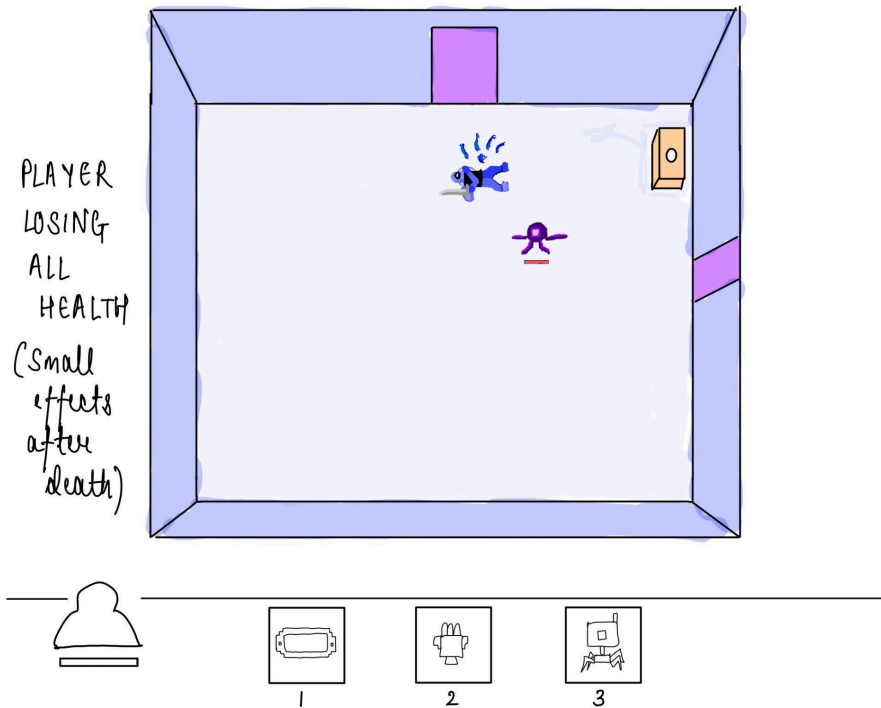 PLAYER
LOSING
ALL
HEALTH
(small
effects
after
death)
1
2
3